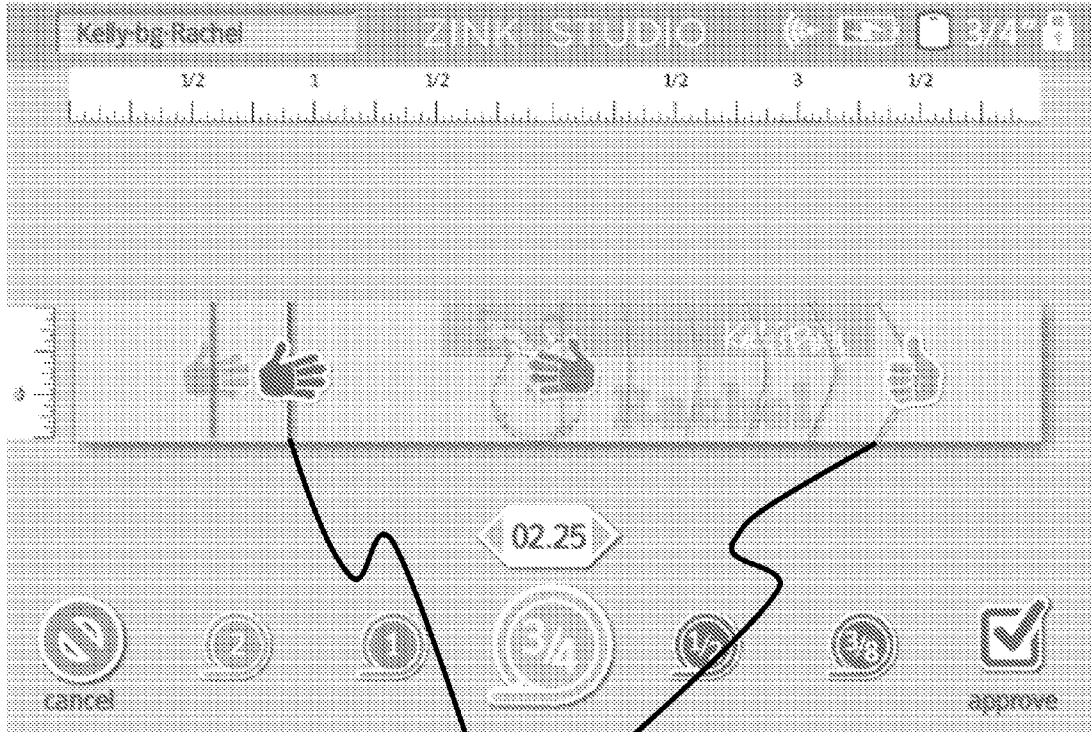 Kelly-bg-Rachel ZINK STUDIO 3/4"
1/2 1 1/2 1/2 3 1/2
0
02.25
2 1 3/4 1/2 3/8
cancel approve